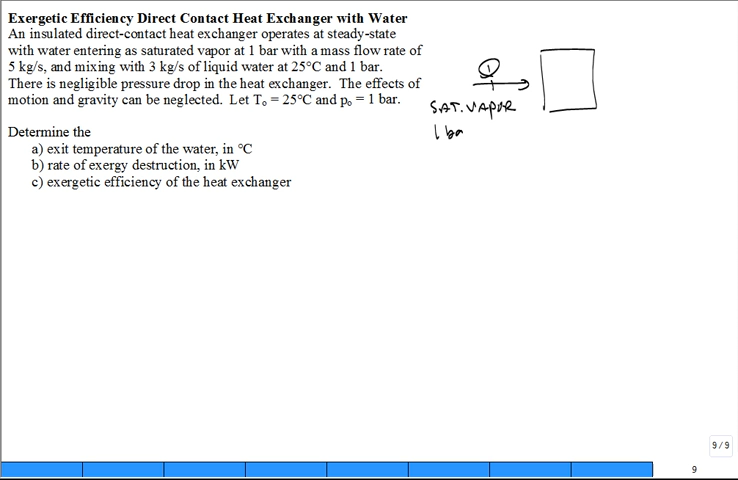 Exergetic Efficiency Direct Contact Heat Exchanger with Water
An insulated direct-contact heat exchanger operates at steady-state
with water entering as saturated vapor at 1 bar with a mass flow rate of
5 kg/s, and mixing with 3 kg/s of liquid water at 25°C and 1 bar.
There is negligible pressure drop in the heat exchanger.  The effects of
motion and gravity can be neglected.  Let Tₒ = 25°C and pₒ = 1 bar.
Determine the
a) exit temperature of the water, in °C
b) rate of exergy destruction, in kW
c) exergetic efficiency of the heat exchanger
1
SAT. VAPOR
1 ba
9 / 9
9